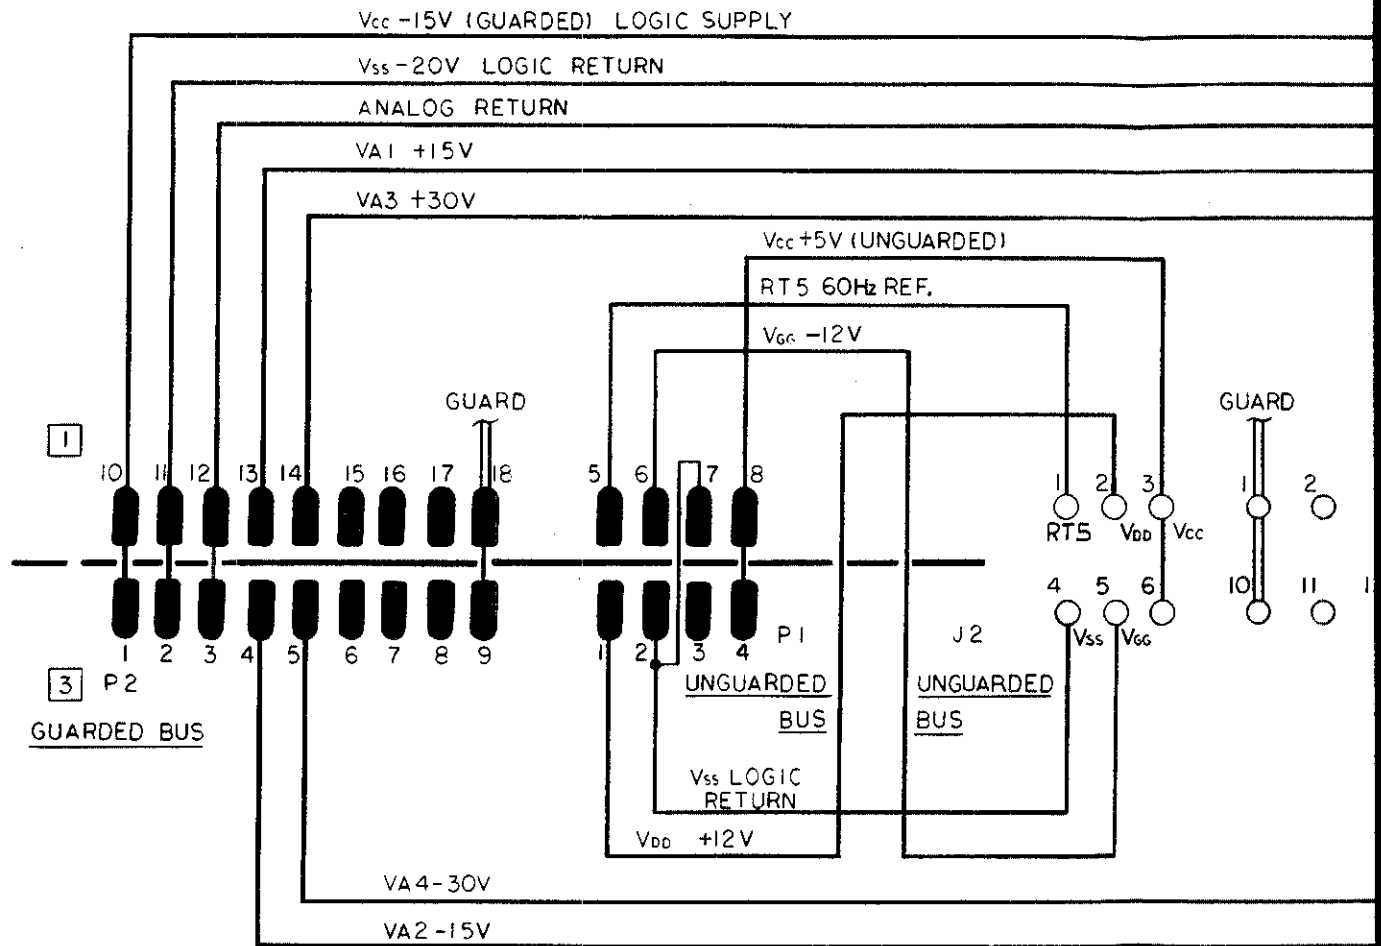 Vcc -15V (GUARDED) LOGIC SUPPLY
Vss -20V LOGIC RETURN
ANALOG RETURN
VA1 +15V
VA3 +30V
Vcc +5V (UNGUARDED)
RT5 60Hz REF.
VGG -12V
GUARD
GUARD
1
10 11 12 13 14 15 16 17 18
5 6 7 8
1 2 3
1 2
RT5 VDD VCC
4 5 6
10 11 1
VSS VGG
1 2 3 4 5 6 7 8 9
1 2 3 4
P1
J2
3 P2
UNGUARDED
BUS
UNGUARDED
BUS
GUARDED BUS
Vss LOGIC
RETURN
VDD +12V
VA4 -30V
VA2 -15V